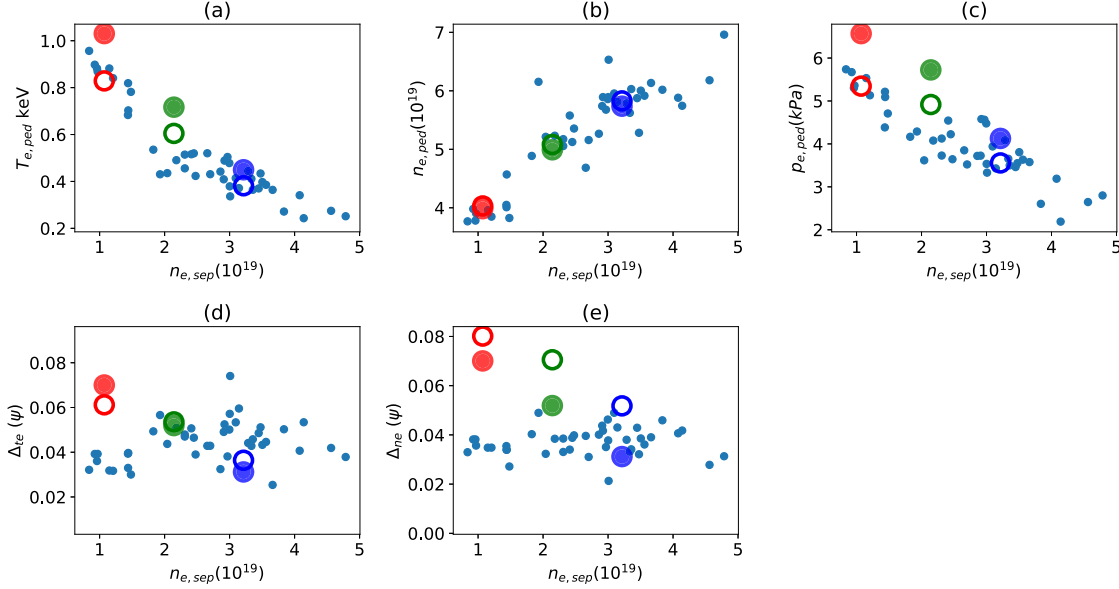 (a)
T_{e,ped} keV
1.0
0.8
0.6
0.4
0.2
1 2 3 4 5
n_{e,sep}(10^{19})
(b)
n_{e,ped}(10^{19})
7
6
5
4
1 2 3 4 5
n_{e,sep}(10^{19})
(c)
p_{e,ped}(kPa)
6
5
4
3
2
1 2 3 4 5
n_{e,sep}(10^{19})
(d)
Δ_{te} (ψ)
0.08
0.06
0.04
0.02
1 2 3 4 5
n_{e,sep}(10^{19})
(e)
Δ_{ne} (ψ)
0.08
0.06
0.04
0.02
0.00
1 2 3 4 5
n_{e,sep}(10^{19})